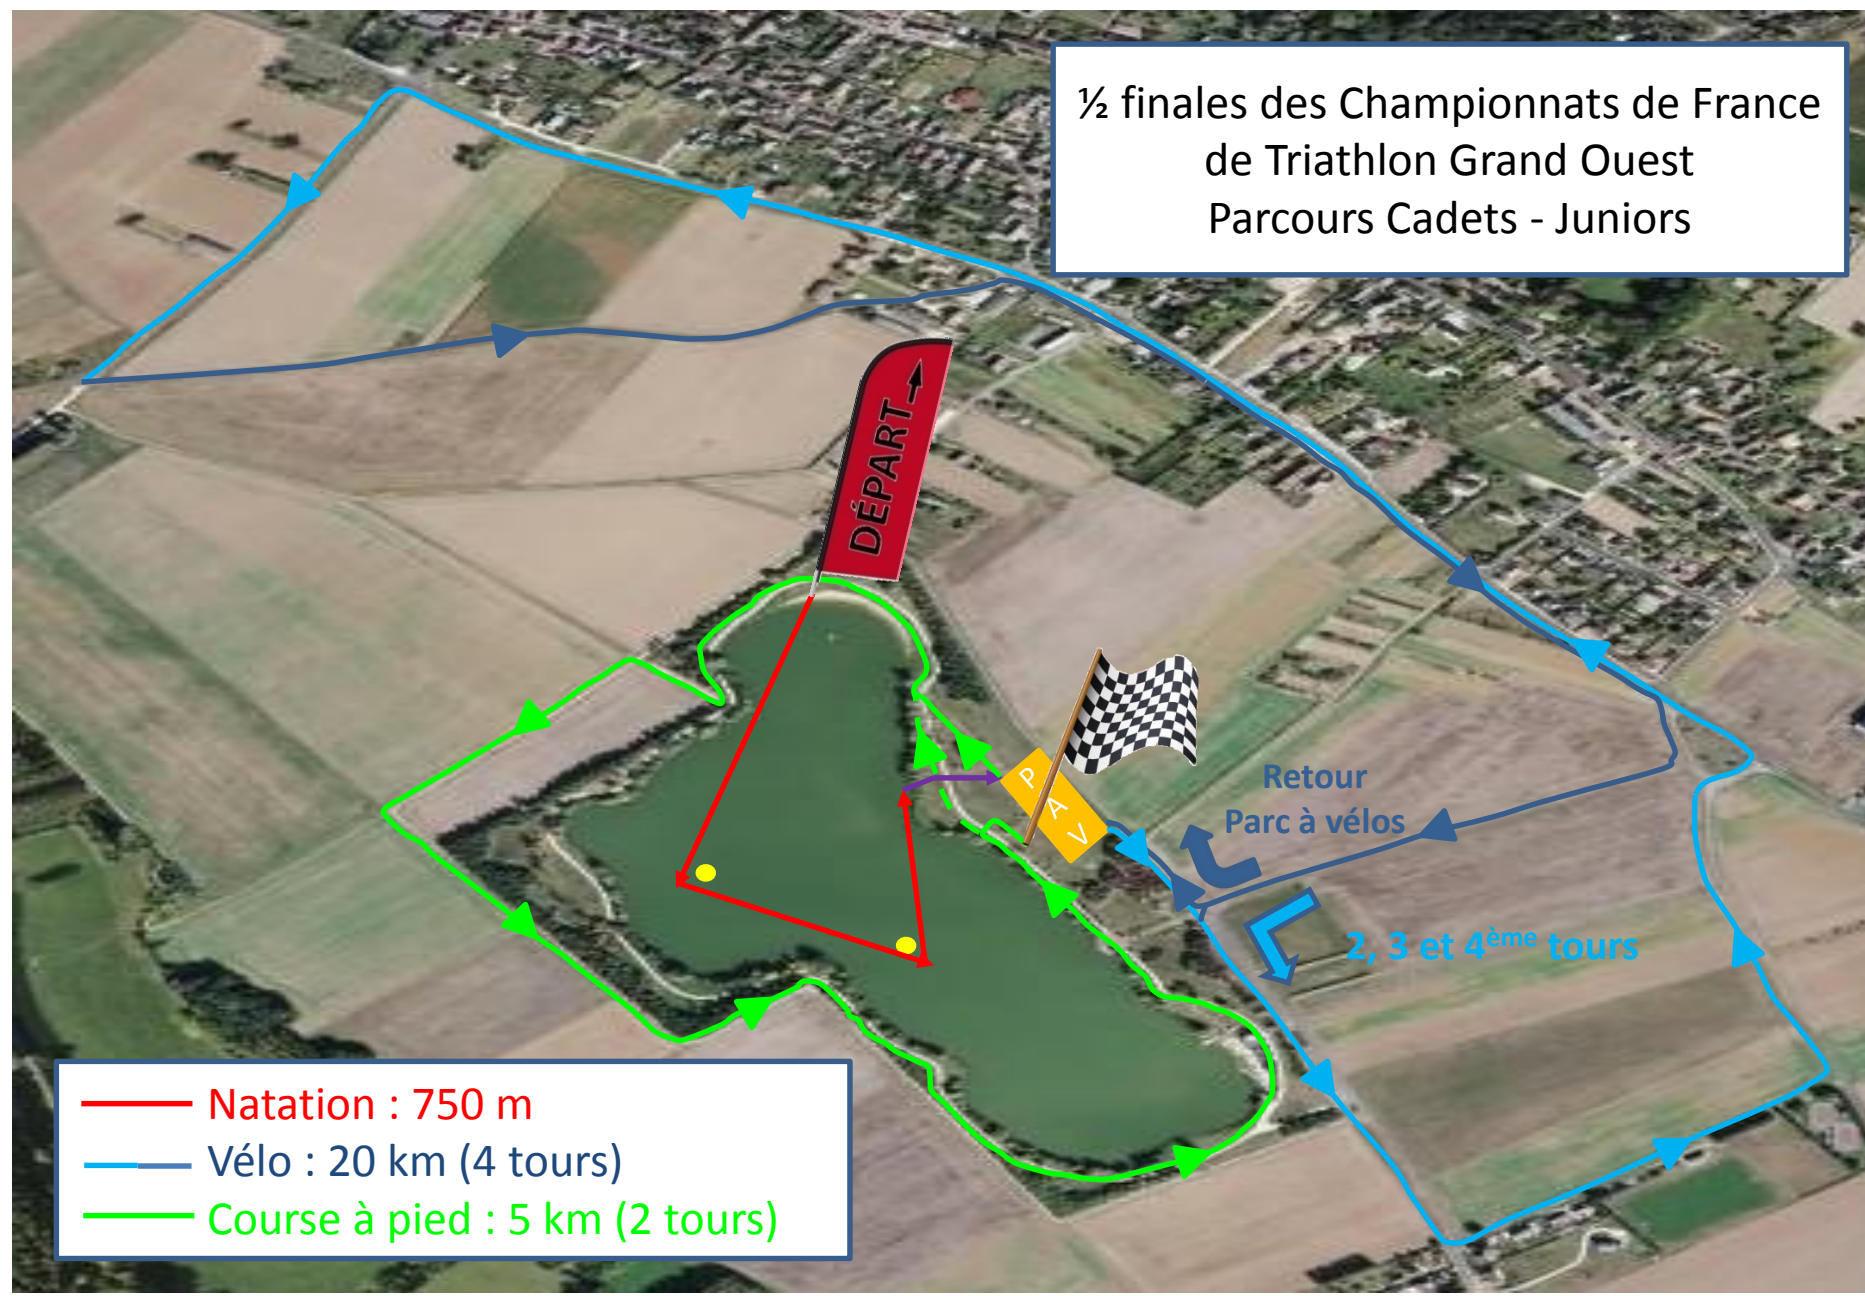 ½ finales des Championnats de France
de Triathlon Grand Ouest
Parcours Cadets - Juniors
DÉPART
PAV
Retour
Parc à vélos
2, 3 et 4ème tours
Natation : 750 m
Vélo : 20 km (4 tours)
Course à pied : 5 km (2 tours)